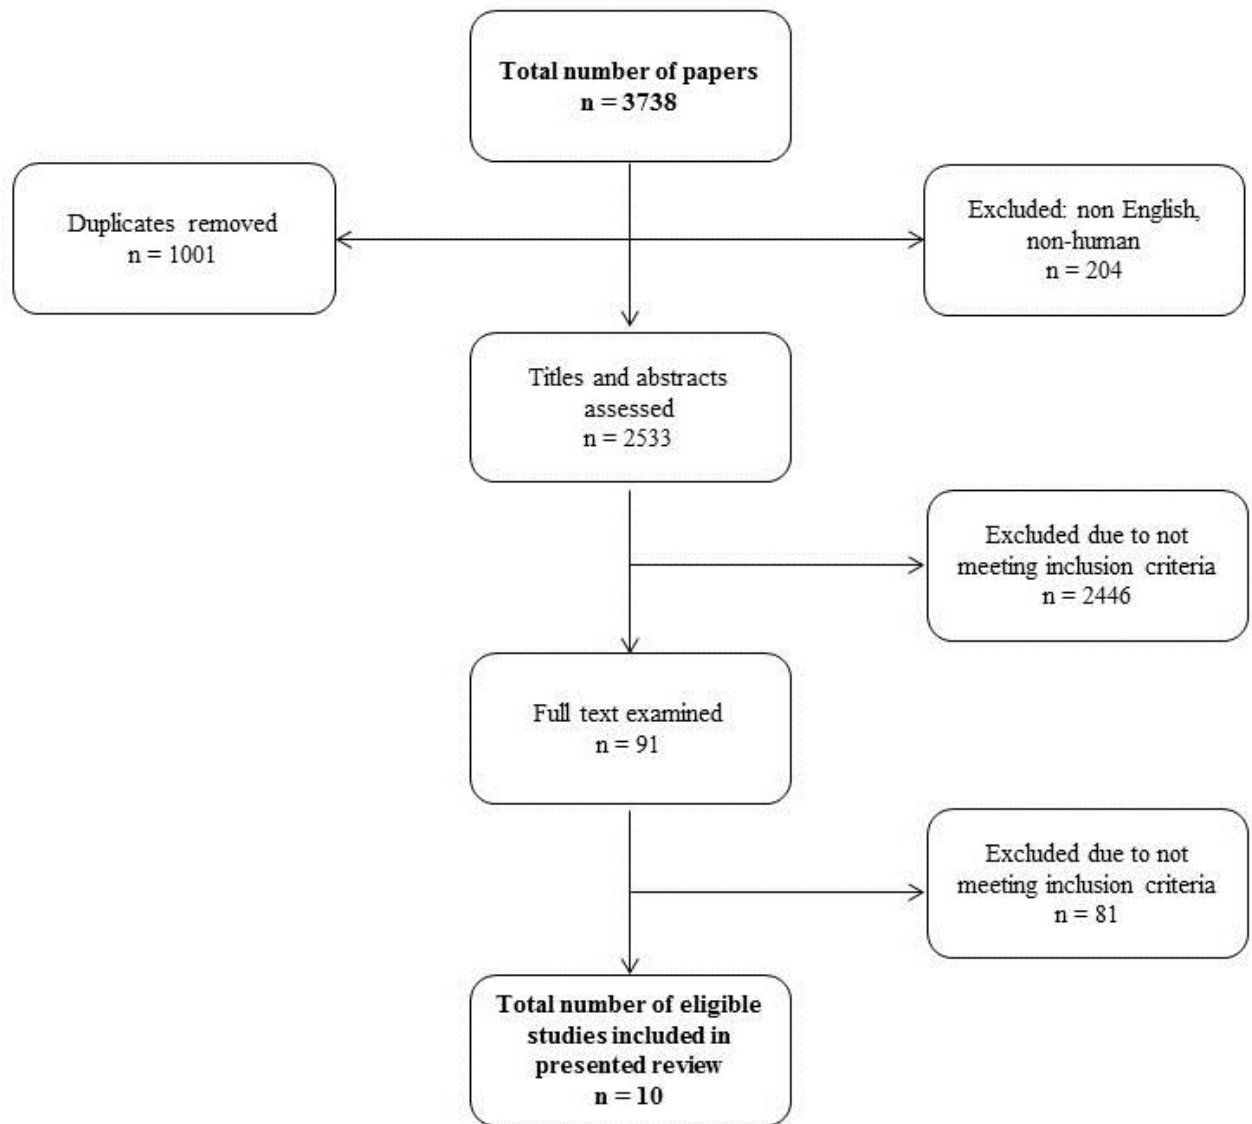 Total number of papers
n = 3738
Duplicates removed
n = 1001
Excluded: non English,
non-human
n = 204
Titles and abstracts
assessed
n = 2533
Excluded due to not
meeting inclusion criteria
n = 2446
Full text examined
n = 91
Excluded due to not
meeting inclusion criteria
n = 81
Total number of eligible
studies included in
presented review
n = 10